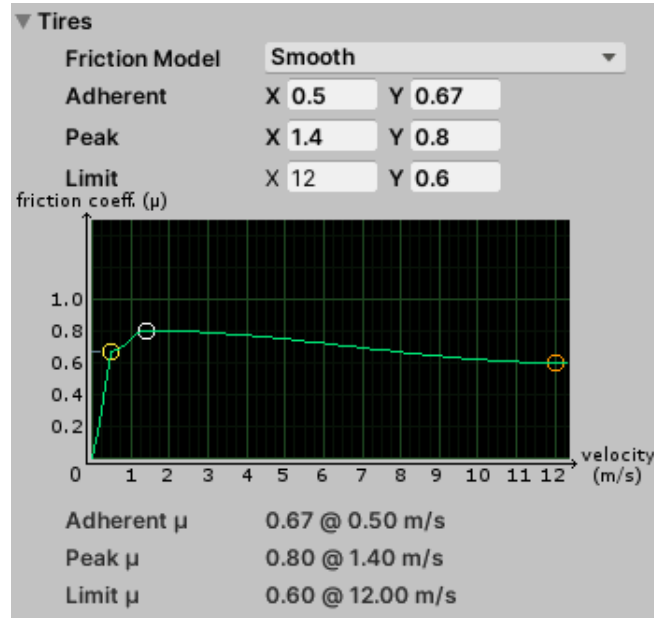 ▼ Tires
Friction Model Smooth
Adherent X 0.5 Y 0.67
Peak X 1.4 Y 0.8
Limit X 12 Y 0.6
friction coeff. (μ)
1.0
0.8
0.6
0.4
0.2
0 1 2 3 4 5 6 7 8 9 10 11 12
velocity
(m/s)
Adherent μ 0.67 @ 0.50 m/s
Peak μ 0.80 @ 1.40 m/s
Limit μ 0.60 @ 12.00 m/s